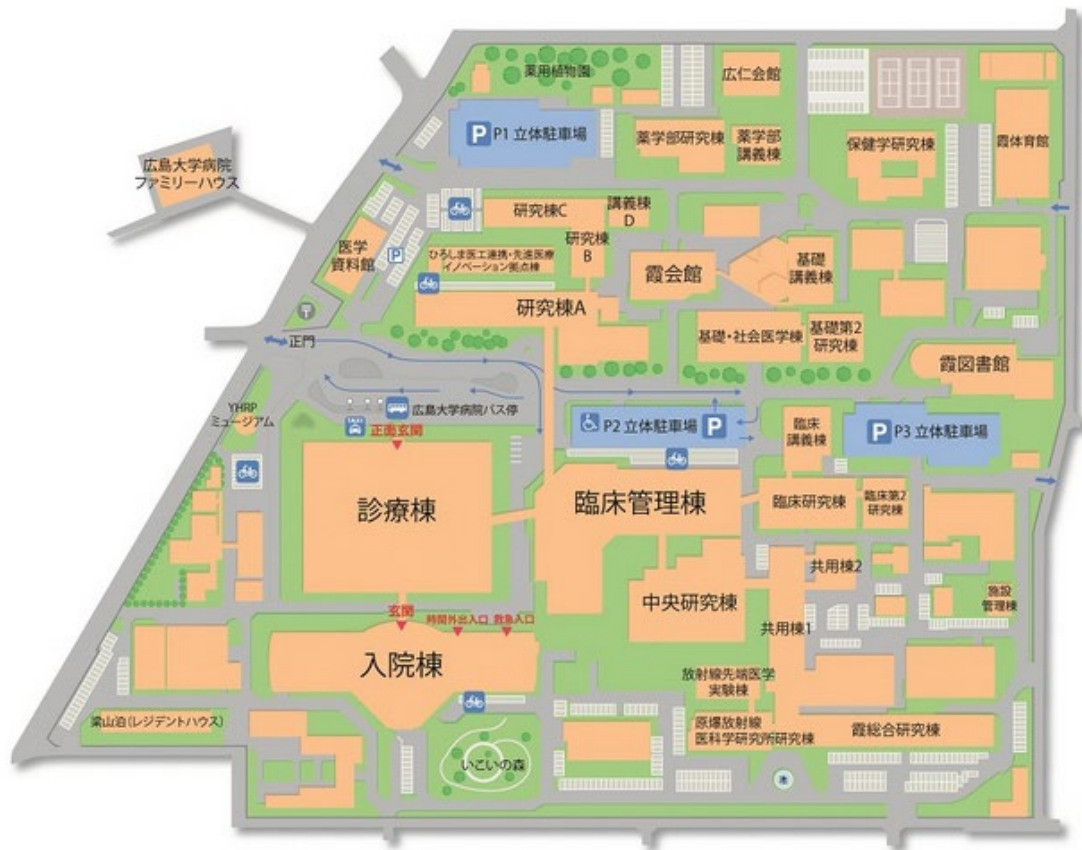 薬用植物園
広仁会館
P P1 立体駐車場
薬学部研究棟
薬学部
講義棟
保健学研究棟
霞体育館
広島大学病院
ファミリーハウス
研究棟C
講義棟
D
医学
資料館
P
ひろしま医工連携・先進医療
イノベーション拠点棟
研究棟
B
霞会館
基礎
講義棟
研究棟A
基礎・社会医学棟
基礎第2
研究棟
正門
霞図書館
YHRP
ミュージアム
TAXI
広島大学病院バス停
正面玄関
P2 立体駐車場 P
臨床
講義棟
P P3 立体駐車場
診療棟
臨床管理棟
臨床研究棟
臨床第2
研究棟
中央研究棟
共用棟2
施設
管理棟
共用棟1
玄関
時間外出入口
救急入口
入院棟
放射線先端医学
実験棟
梁山泊(レジデントハウス)
原爆放射線
医科学研究所研究棟
霞総合研究棟
いこいの森